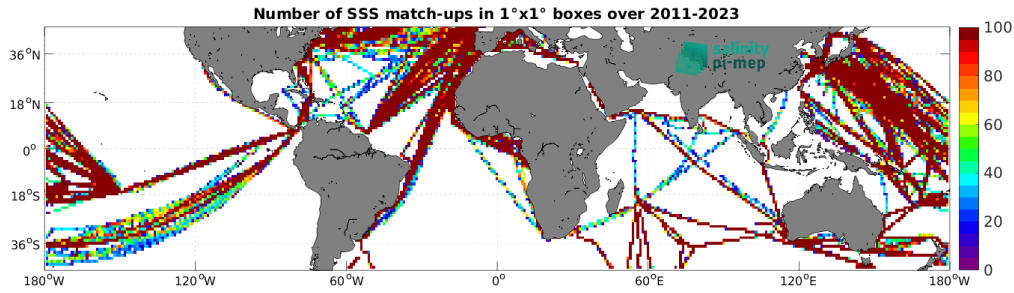 Number of SSS match-ups in 1°x1° boxes over 2011-2023
salinity
pi-mep
36°N
18°N
0°
18°S
36°S
180°W
120°W
60°W
0°
60°E
120°E
180°W
100
80
60
40
20
0